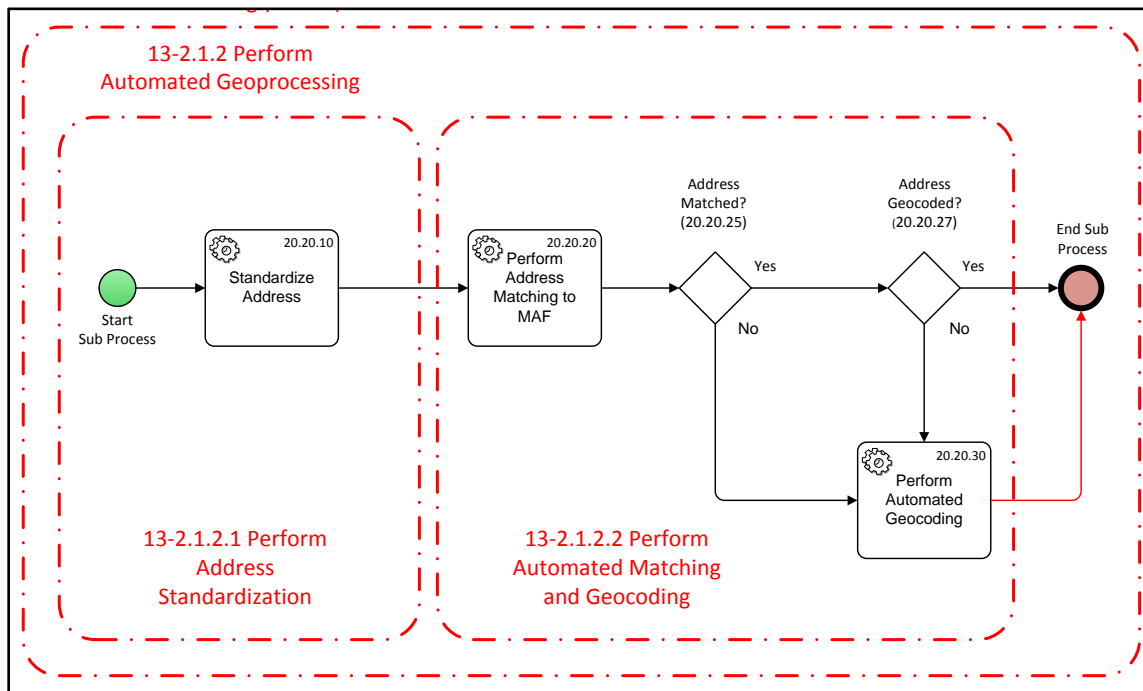 13-2.1.2 Perform
Automated Geoprocessing
Address
Matched?
(20.20.25)
Address
Geocoded?
(20.20.27)
End Sub
Process
20.20.10
Standardize
Address
20.20.20
Perform
Address
Matching to
MAF
Yes
No
Yes
No
Start
Sub Process
20.20.30
Perform
Automated
Geocoding
13-2.1.2.1 Perform
Address
Standardization
13-2.1.2.2 Perform
Automated Matching
and Geocoding